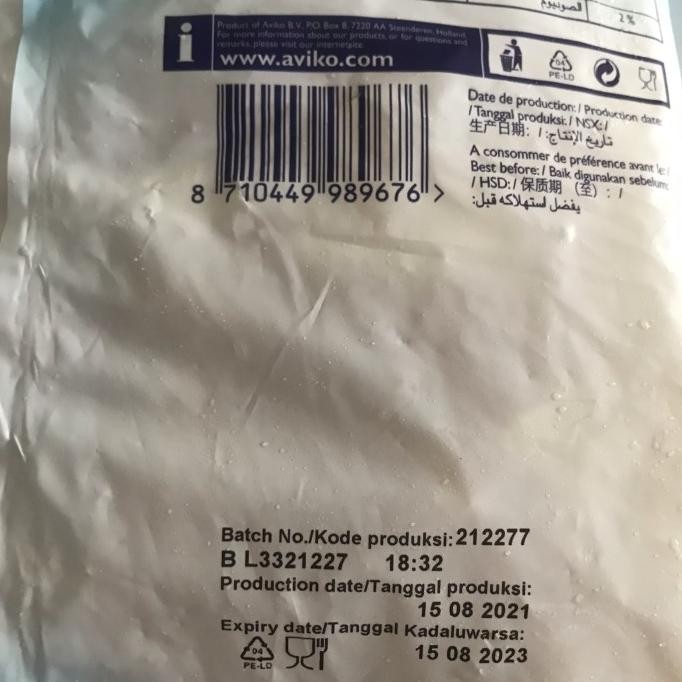 الصوديوم
2%
Product of Aviko B.V. P.O. Box 8, 7220 AA Steenderen, Holland
For more information about our products, or for questions and
remarks, please visit our internetsite:
i www.aviko.com
04
PE-LD
8 710449 989676 >
Date de production: / Production date
/ Tanggal produksi: / NSX: /
生产日期: / تاريخ الإنتاج:
A consommer de préférence avant le: /
Best before: / Baik digunakan sebelum
/ HSD: / 保质期 (至) : /
يفضل استهلاكه قبل:
Batch No./Kode produksi: 212277
B L3321227 18:32
Production date/Tanggal produksi:
15 08 2021
Expiry date/Tanggal Kadaluwarsa:
15 08 2023
04
PE-LD